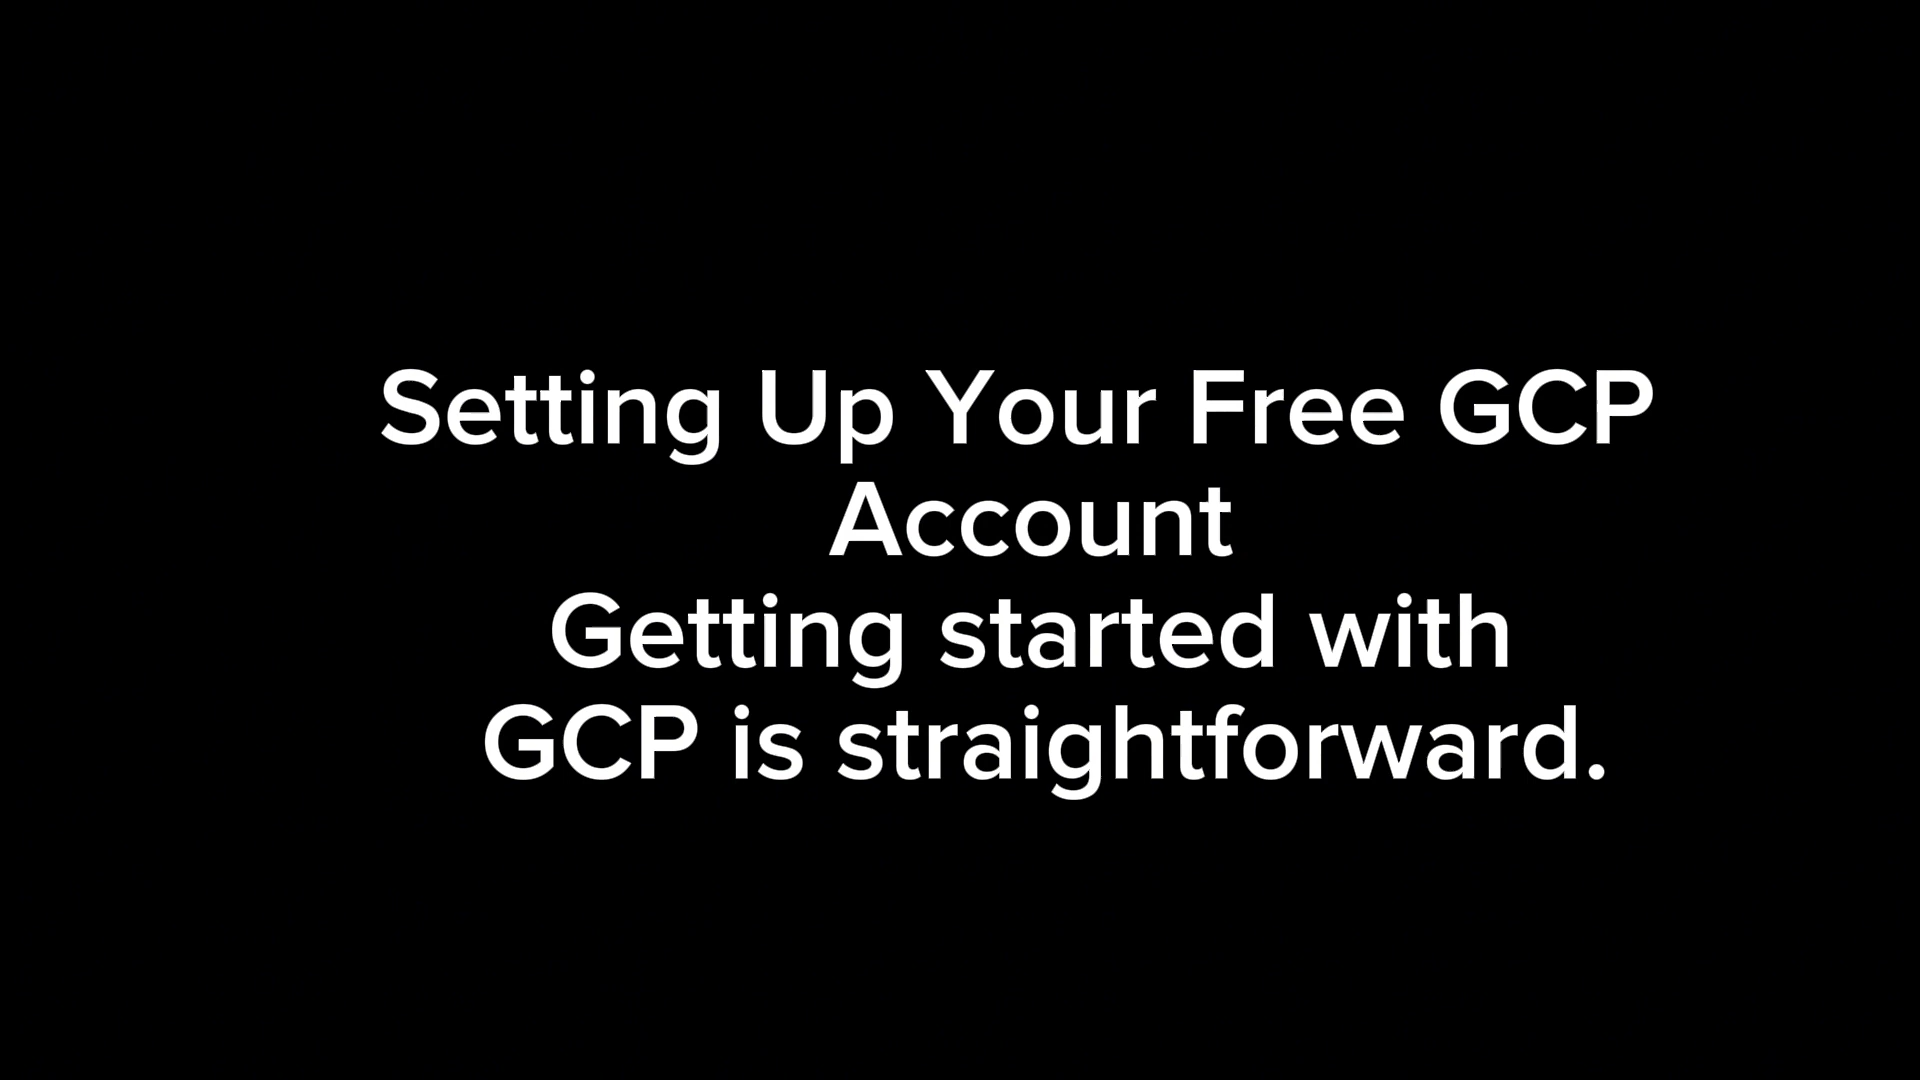 Setting Up Your Free GCP
Account
Getting started with
GCP is straightforward.